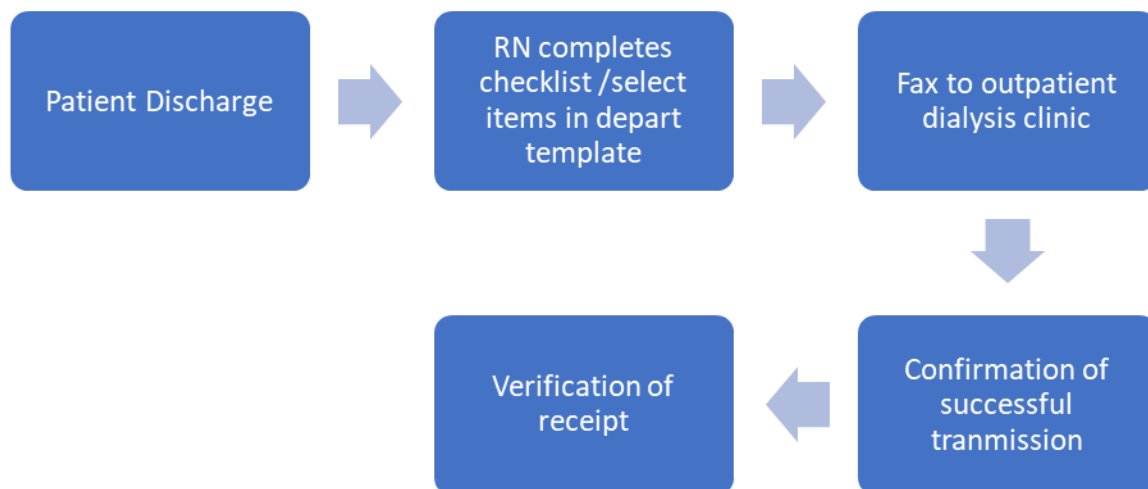 Patient Discharge
RN completes
checklist /select
items in depart
template
Fax to outpatient
dialysis clinic
Confirmation of
successful
tranmission
Verification of
receipt